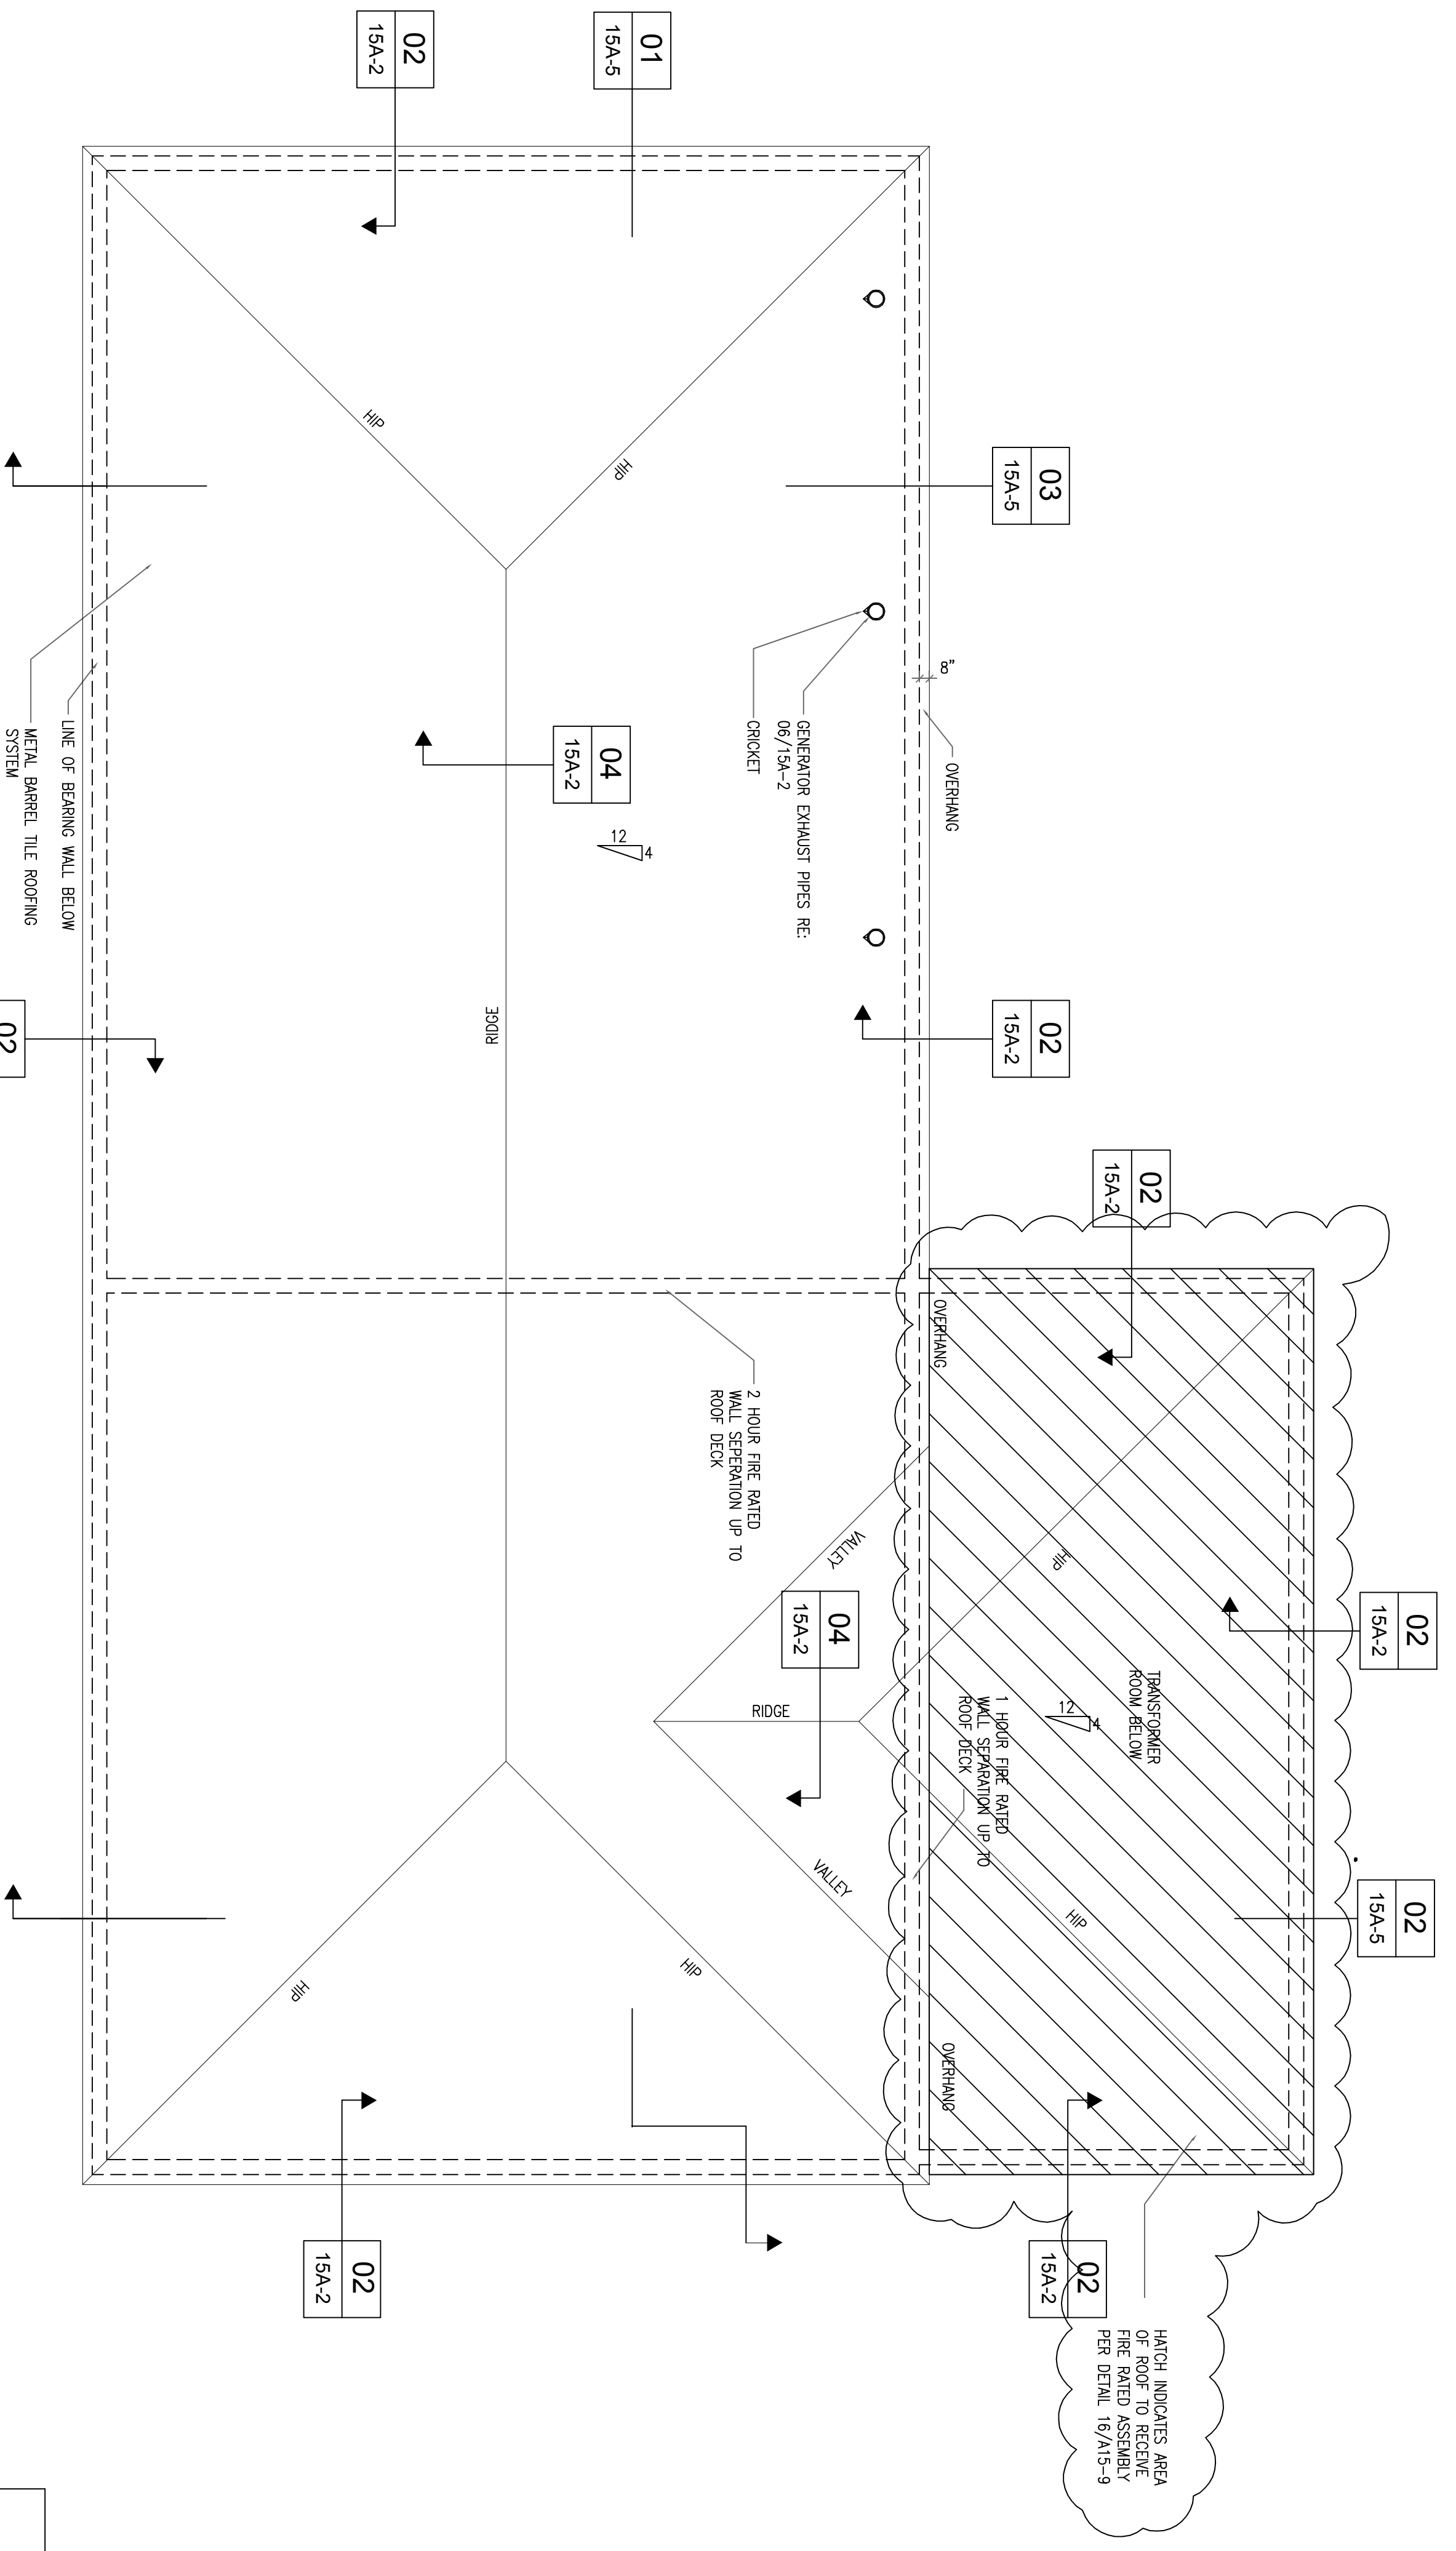 02
15A-2
01
15A-5
03
15A-5
HIP
HIP
8"
OVERHANG
GENERATOR EXHAUST PIPES RE:
06/15A-2
CRICKET
04
15A-2
12
4
LINE OF BEARING WALL BELOW
METAL BARREL TILE ROOFING
SYSTEM
RIDGE
02
15A-2
02
02
15A-2
OVERHANG
2 HOUR FIRE RATED
WALL SEPERATION UP TO
ROOF DECK
VALLEY
HIP
02
15A-2
04
15A-2
RIDGE
TRANSFORMER
ROOM BELOW
12
4
1 HOUR FIRE RATED
WALL SEPARATION UP TO
ROOF DECK
VALLEY
HIP
02
15A-5
HIP
HIP
OVERHANG
02
15A-2
02
15A-2
HATCH INDICATES AREA
OF ROOF TO RECEIVE
FIRE RATED ASSEMBLY
PER DETAIL 16/A15-9